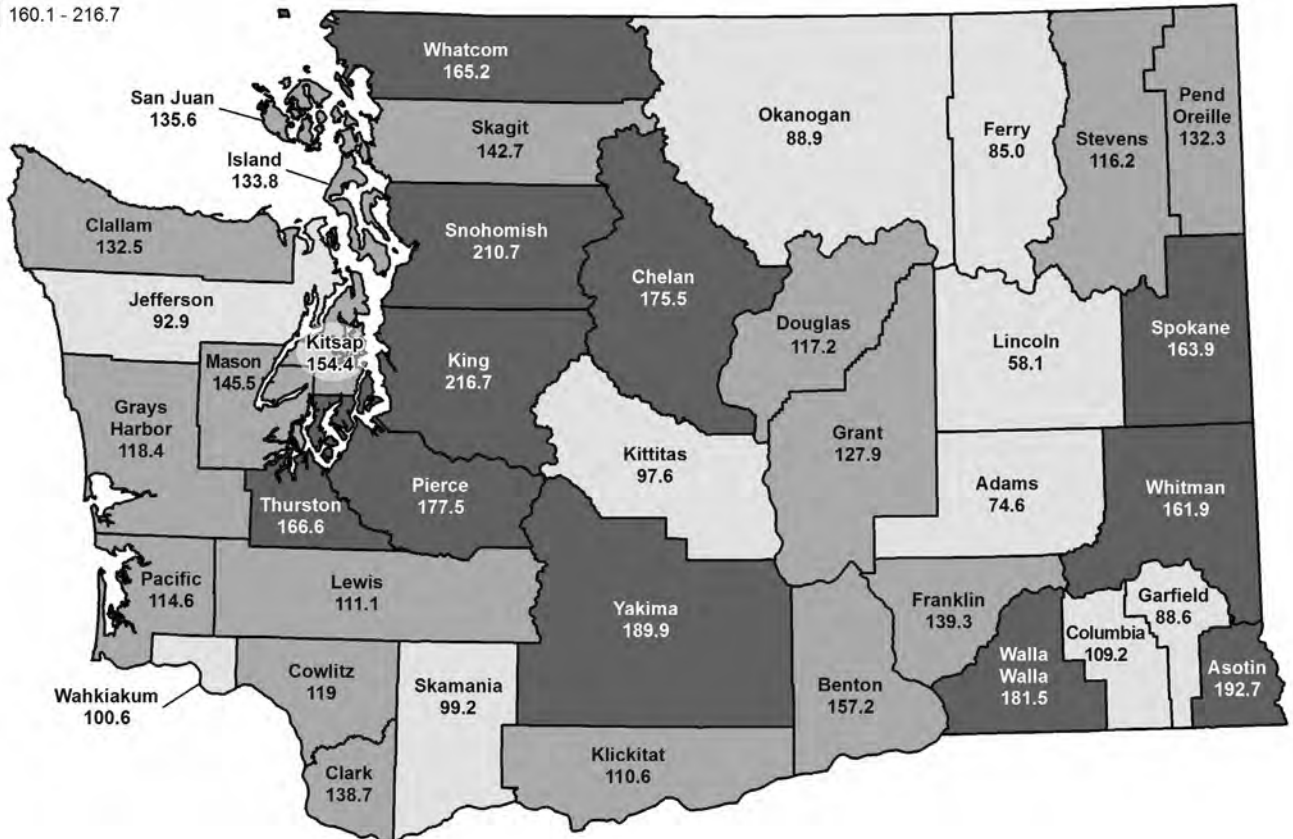 160.1 - 216.7
Whatcom
165.2
San Juan
135.6
Skagit
142.7
Island
133.8
Okanogan
88.9
Ferry
85.0
Stevens
116.2
Pend
Oreille
132.3
Clallam
132.5
Snohomish
210.7
Chelan
175.5
Jefferson
92.9
Douglas
117.2
Lincoln
58.1
Spokane
163.9
Kitsap
154.4
Mason
145.5
King
216.7
Grays
Harbor
118.4
Kittitas
97.6
Grant
127.9
Adams
74.6
Whitman
161.9
Thurston
166.6
Pierce
177.5
Pacific
114.6
Lewis
111.1
Yakima
189.9
Franklin
139.3
Garfield
88.6
Columbia
109.2
Walla
Walla
181.5
Asotin
192.7
Wahkiakum
100.6
Cowlitz
119
Skamania
99.2
Benton
157.2
Klickitat
110.6
Clark
138.7